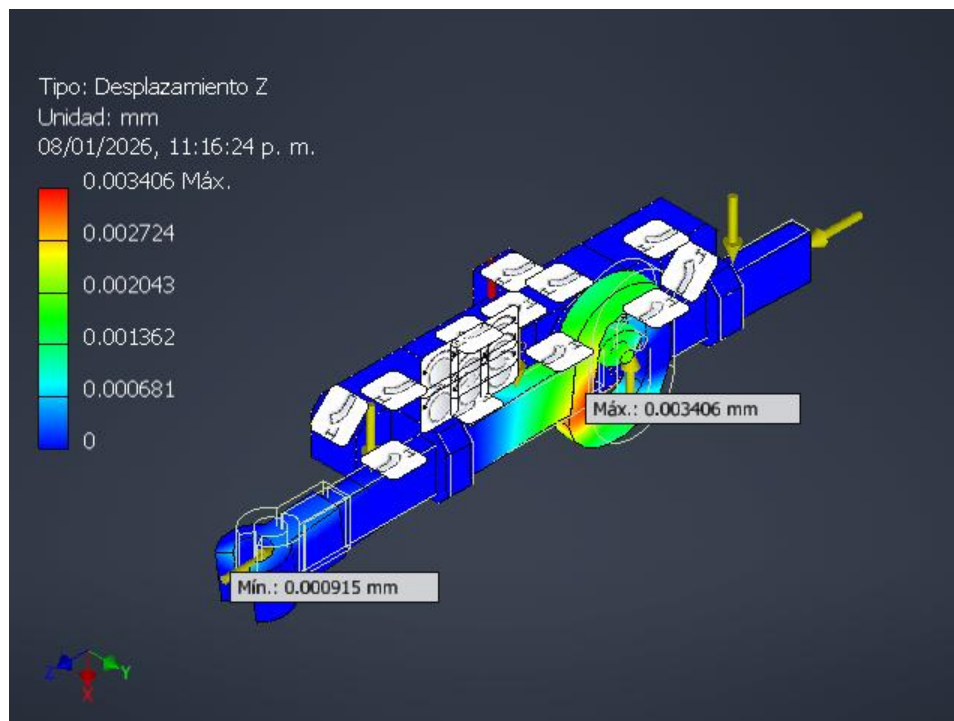 Tipo: Desplazamiento Z
Unidad: mm
08/01/2026, 11:16:24 p. m.
0.003406 Máx.
0.002724
0.002043
0.001362
0.000681
0
Máx.: 0.003406 mm
Mín.: 0.000915 mm
Z
Y
X